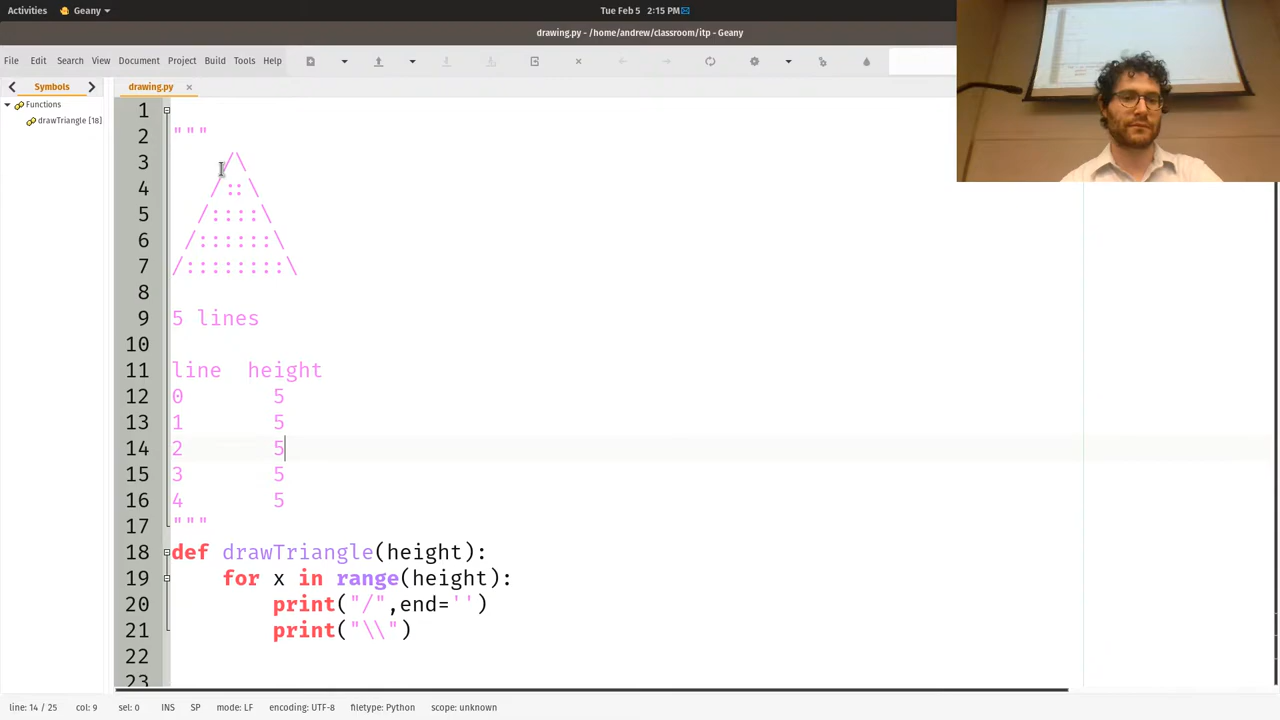 Activities Geany Tue Feb 5 2:15 PM
drawing.py - /home/andrew/classroom/itp - Geany
File Edit Search View Document Project Build Tools Help
Symbols drawing.py
Functions
drawTriangle [18]
1
2 """
3     /\
4    /::\
5   /::::\
6  /::::::\
7 /::::::::\
8
9 5 lines
10
11 line  height
12 0       5
13 1       5
14 2       5
15 3       5
16 4       5
17 """
18 def drawTriangle(height):
19     for x in range(height):
20         print("/",end='')
21         print("\\")
22
23
line: 14 / 25 col: 9 sel: 0 INS SP mode: LF encoding: UTF-8 filetype: Python scope: unknown